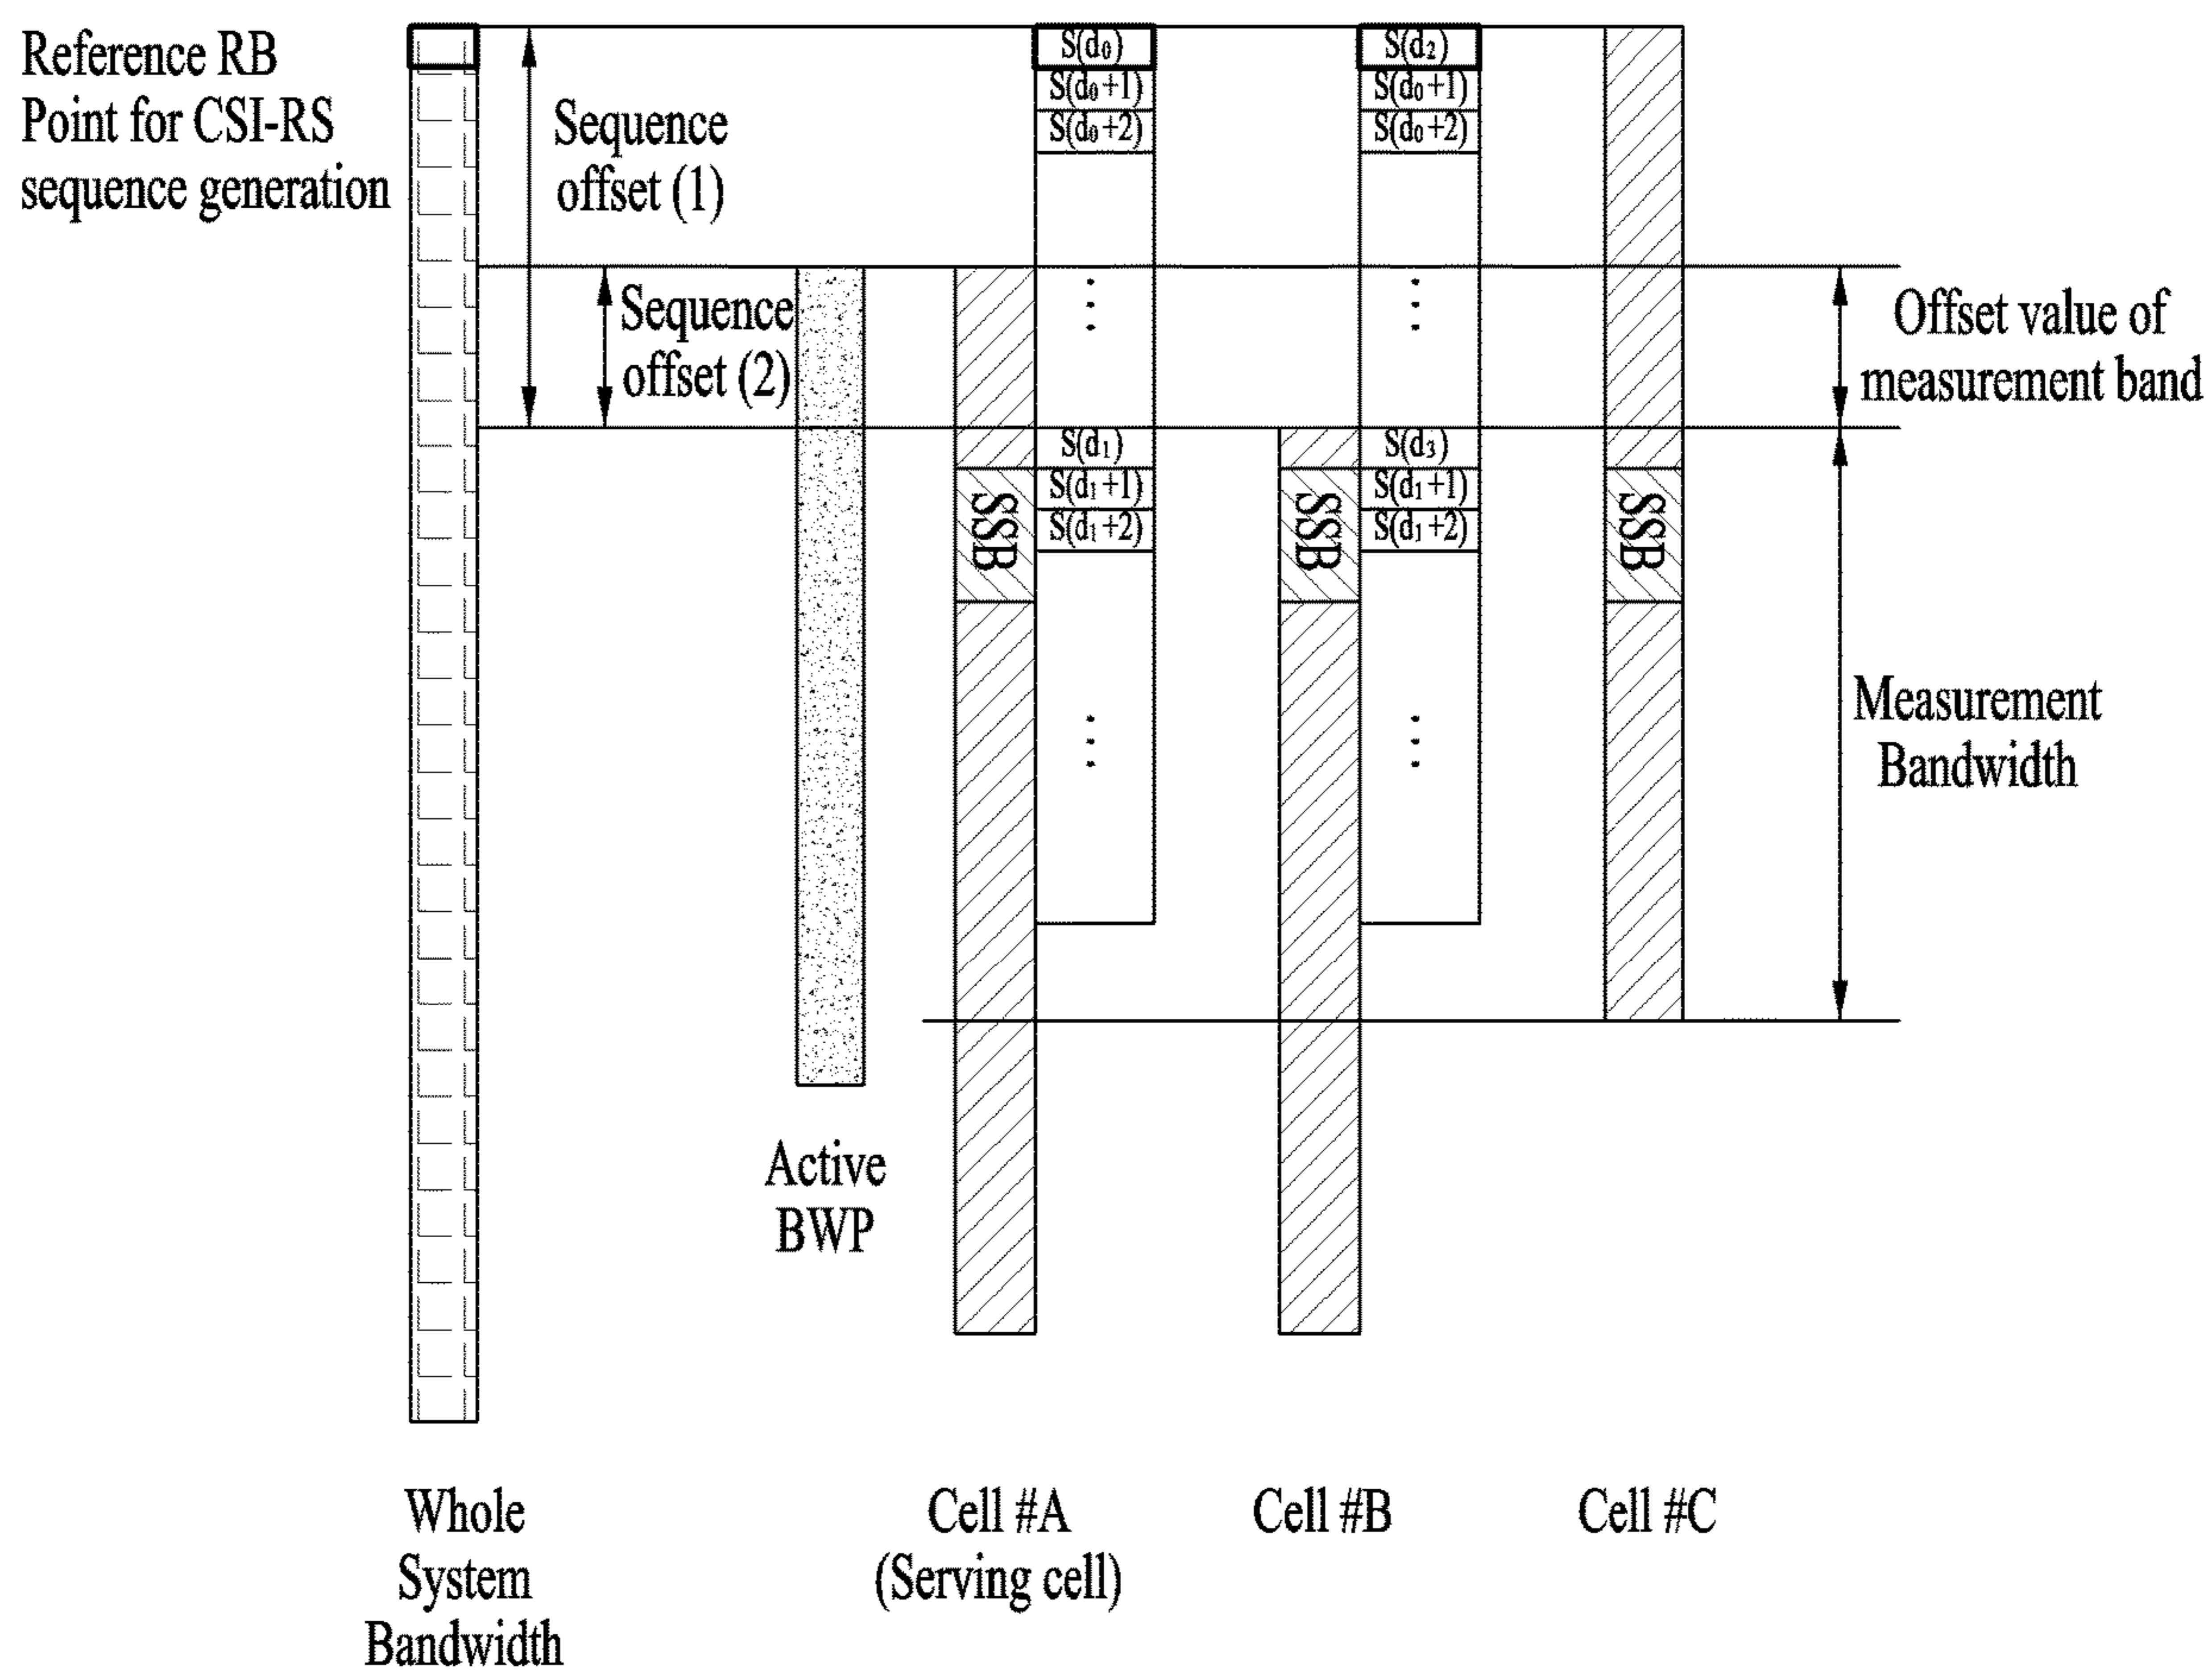 Reference RB
Point for CSI-RS
sequence generation
Sequence
offset (1)
Sequence
offset (2)
S(d₀)
S(d₀+1)
S(d₀+2)
S(d₁)
S(d₁+1)
S(d₁+2)
S(d₂)
S(d₀+1)
S(d₀+2)
S(d₃)
S(d₁+1)
S(d₁+2)
SSB
SSB
SSB
Offset value of
measurement band
Measurement
Bandwidth
Active
BWP
Whole
System
Bandwidth
Cell #A
(Serving cell)
Cell #B
Cell #C